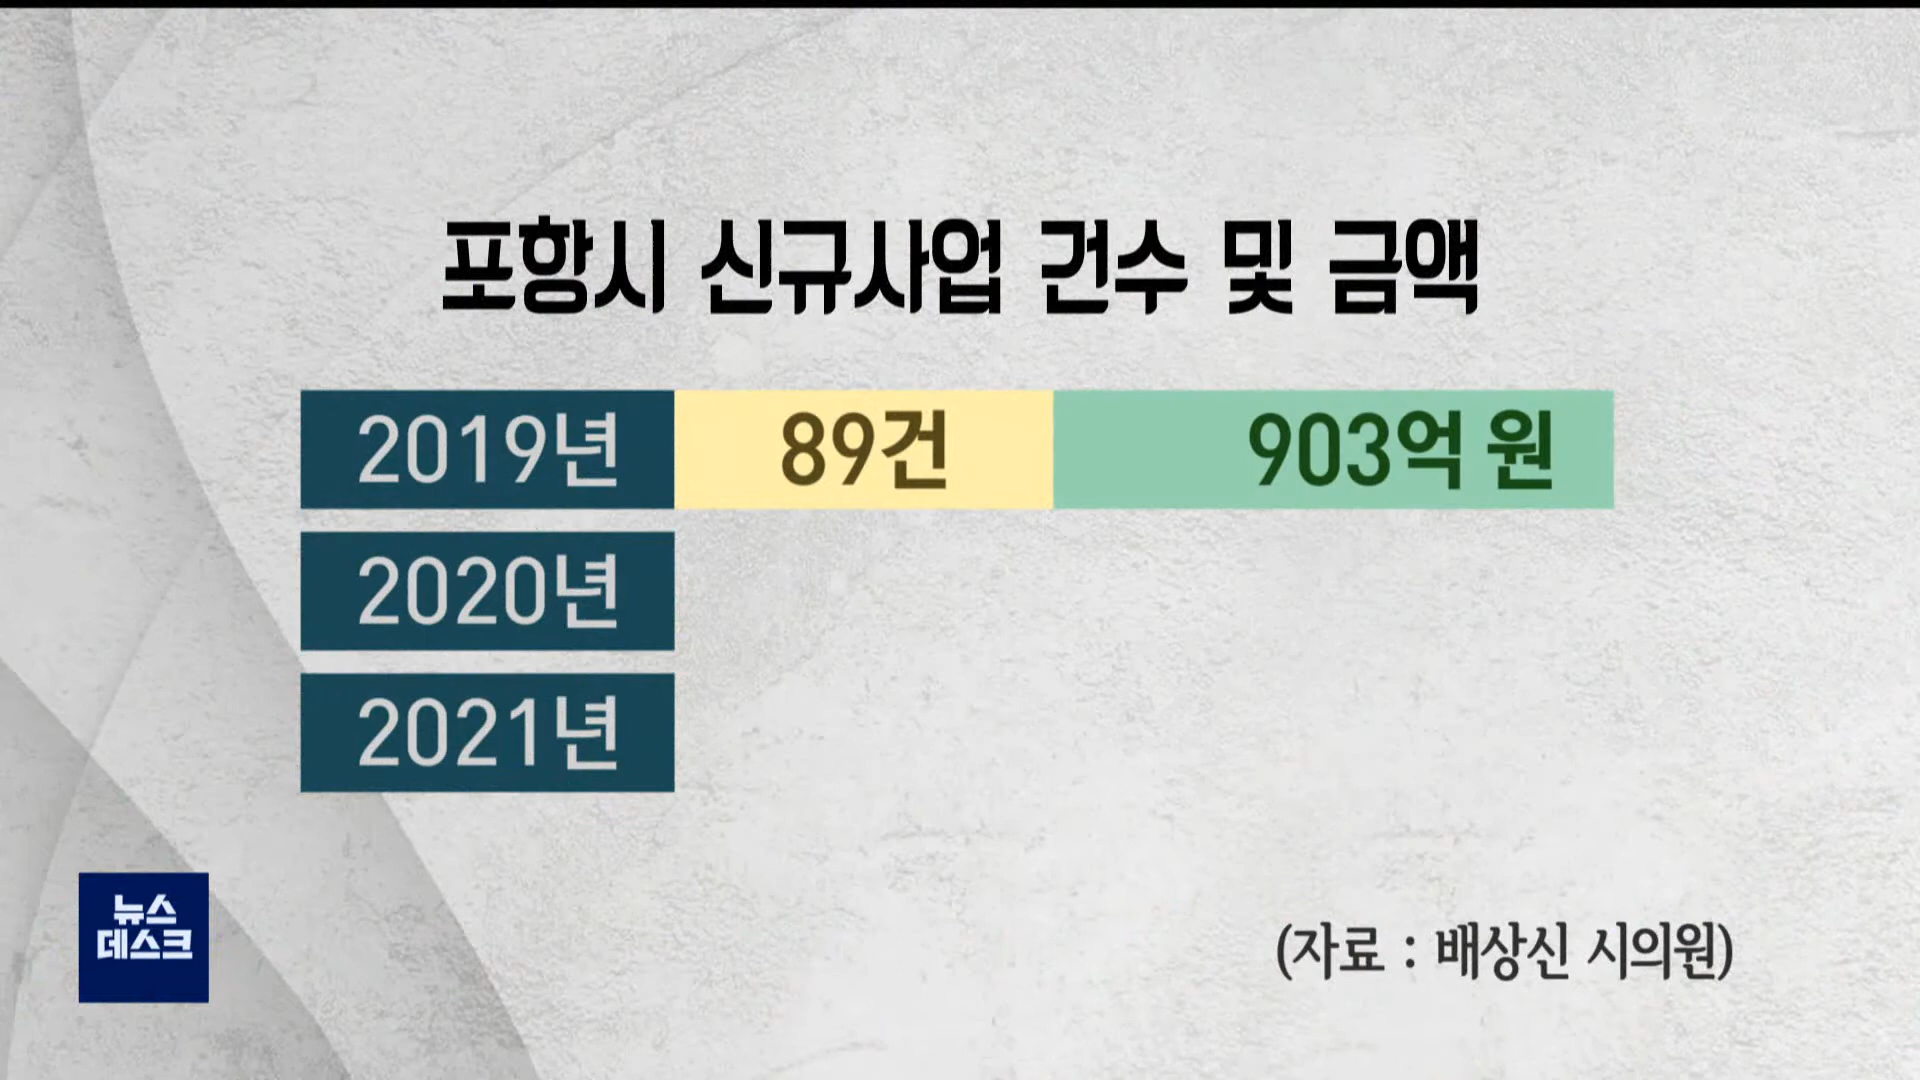 포항시 신규사업 건수 및 금액
2019년 89건 903억 원
2020년
2021년
뉴스
데스크
(자료 : 배상신 시의원)